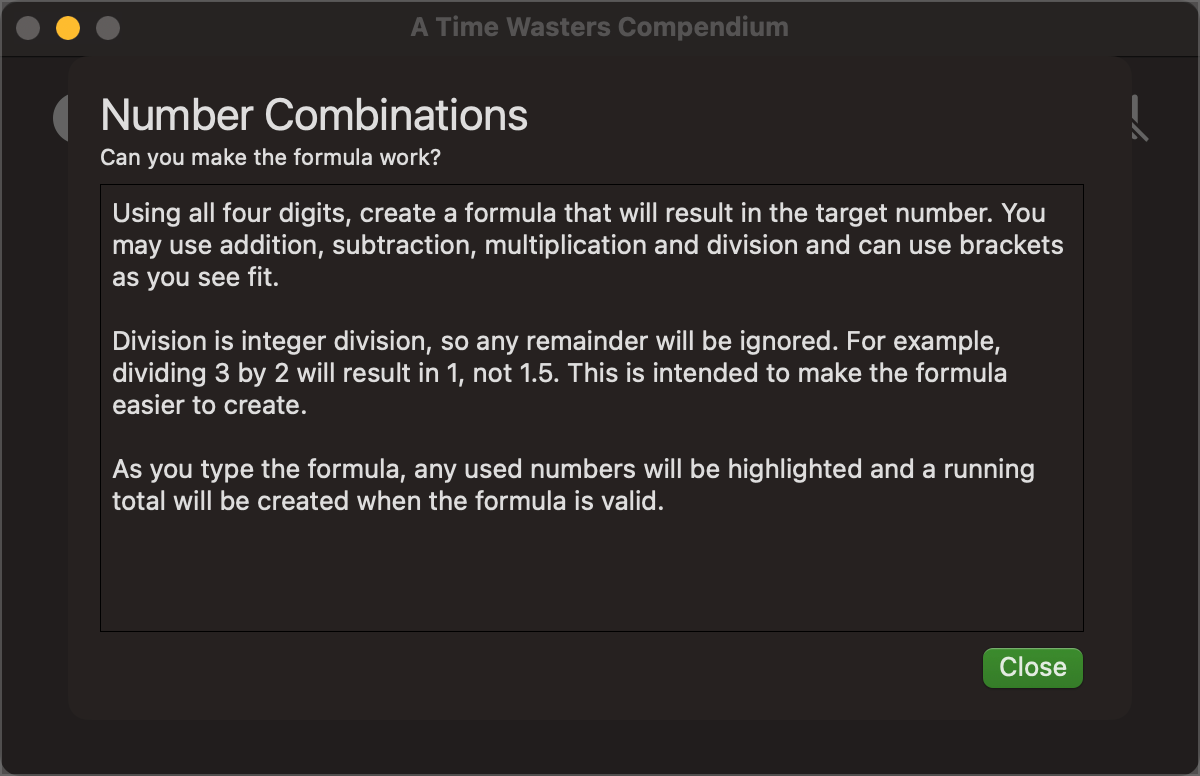 A Time Wasters Compendium
Number Combinations
Can you make the formula work?
Using all four digits, create a formula that will result in the target number. You
may use addition, subtraction, multiplication and division and can use brackets
as you see fit.
Division is integer division, so any remainder will be ignored. For example,
dividing 3 by 2 will result in 1, not 1.5. This is intended to make the formula
easier to create.
As you type the formula, any used numbers will be highlighted and a running
total will be created when the formula is valid.
Close